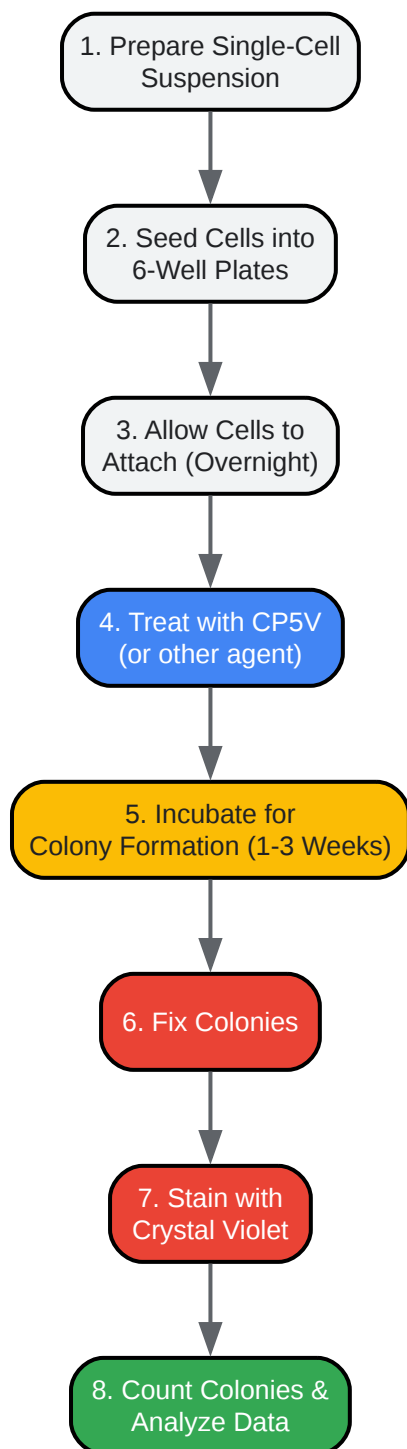 1. Prepare Single-Cell
Suspension
2. Seed Cells into
6-Well Plates
3. Allow Cells to
Attach (Overnight)
4. Treat with CP5V
(or other agent)
5. Incubate for
Colony Formation (1-3 Weeks)
6. Fix Colonies
7. Stain with
Crystal Violet
8. Count Colonies &
Analyze Data